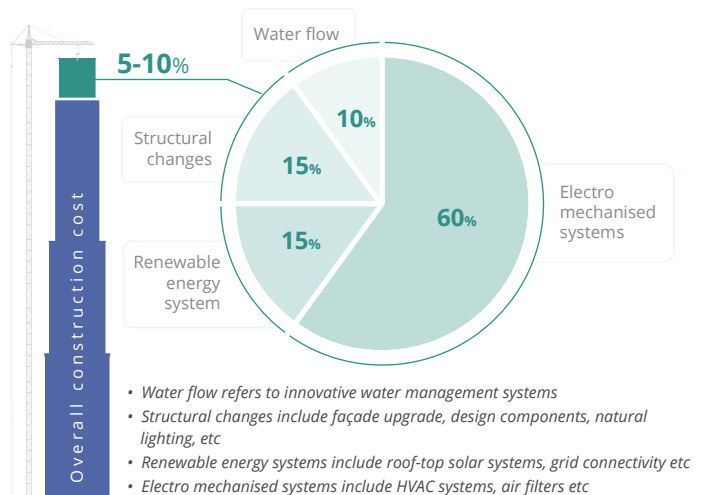 Water flow
5-10%
10%
Structural
changes
15%
Electro
mechanised
systems
60%
15%
Renewable
energy
system
Overall construction cost
• Water flow refers to innovative water management systems
• Structural changes include façade upgrade, design components, natural
lighting, etc
• Renewable energy systems include roof-top solar systems, grid connectivity etc
• Electro mechanised systems include HVAC systems, air filters etc